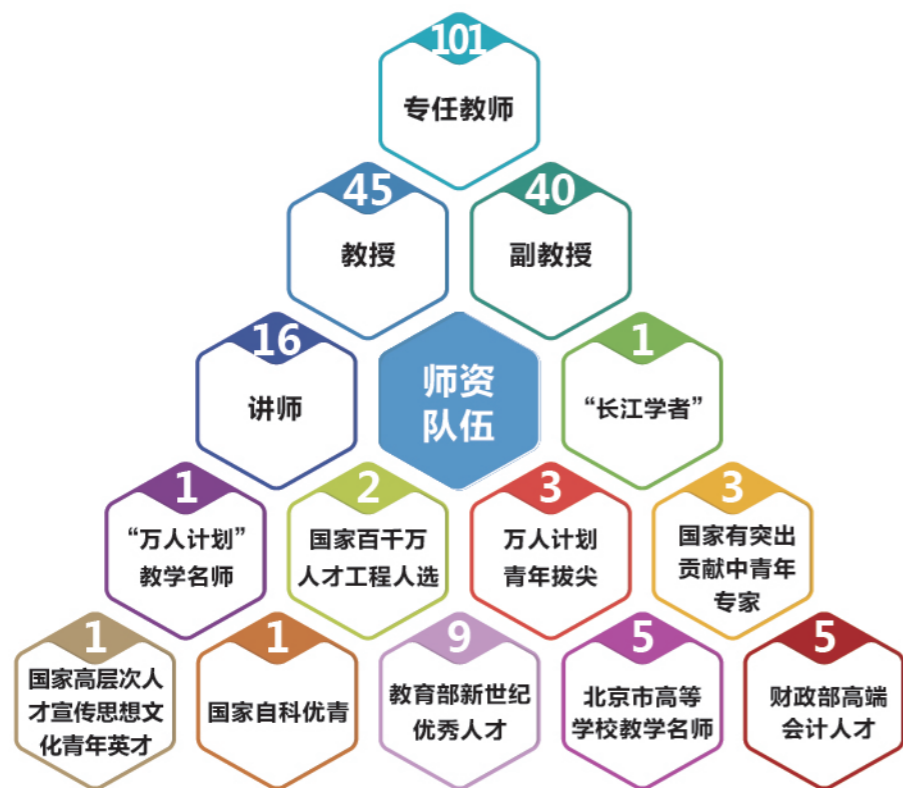 101
专任教师
45
教授
40
副教授
16
讲师
师资
队伍
1
“长江学者”
1
“万人计划”
教学名师
2
国家百千万
人才工程人选
3
万人计划
青年拔尖
3
国家有突出
贡献中青年
专家
1
国家高层次人
才宣传思想文
化青年英才
1
国家自科优青
9
教育部新世纪
优秀人才
5
北京市高等
学校教学名师
5
财政部高端
会计人才